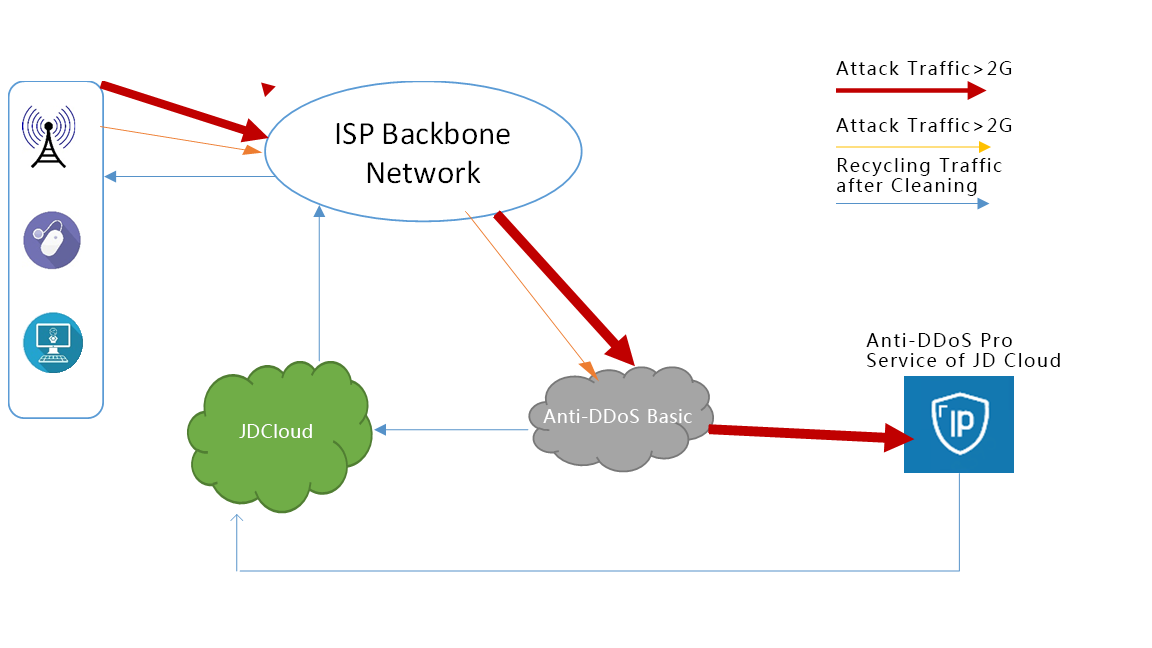 Attack Traffic>2G
Attack Traffic>2G
Recycling Traffic
after Cleaning
ISP Backbone
Network
Anti-DDoS Pro
Service of JD Cloud
IP
Anti-DDoS Basic
JDCloud